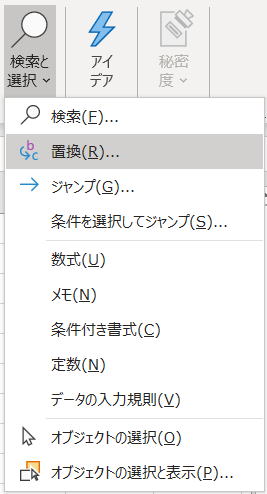 検索と
選択
アイ
デア
秘密
度
検索(F)...
置換(R)...
ジャンプ(G)...
条件を選択してジャンプ(S)...
数式(U)
メモ(N)
条件付き書式(C)
定数(N)
データの入力規則(V)
オブジェクトの選択(O)
オブジェクトの選択と表示(P)...